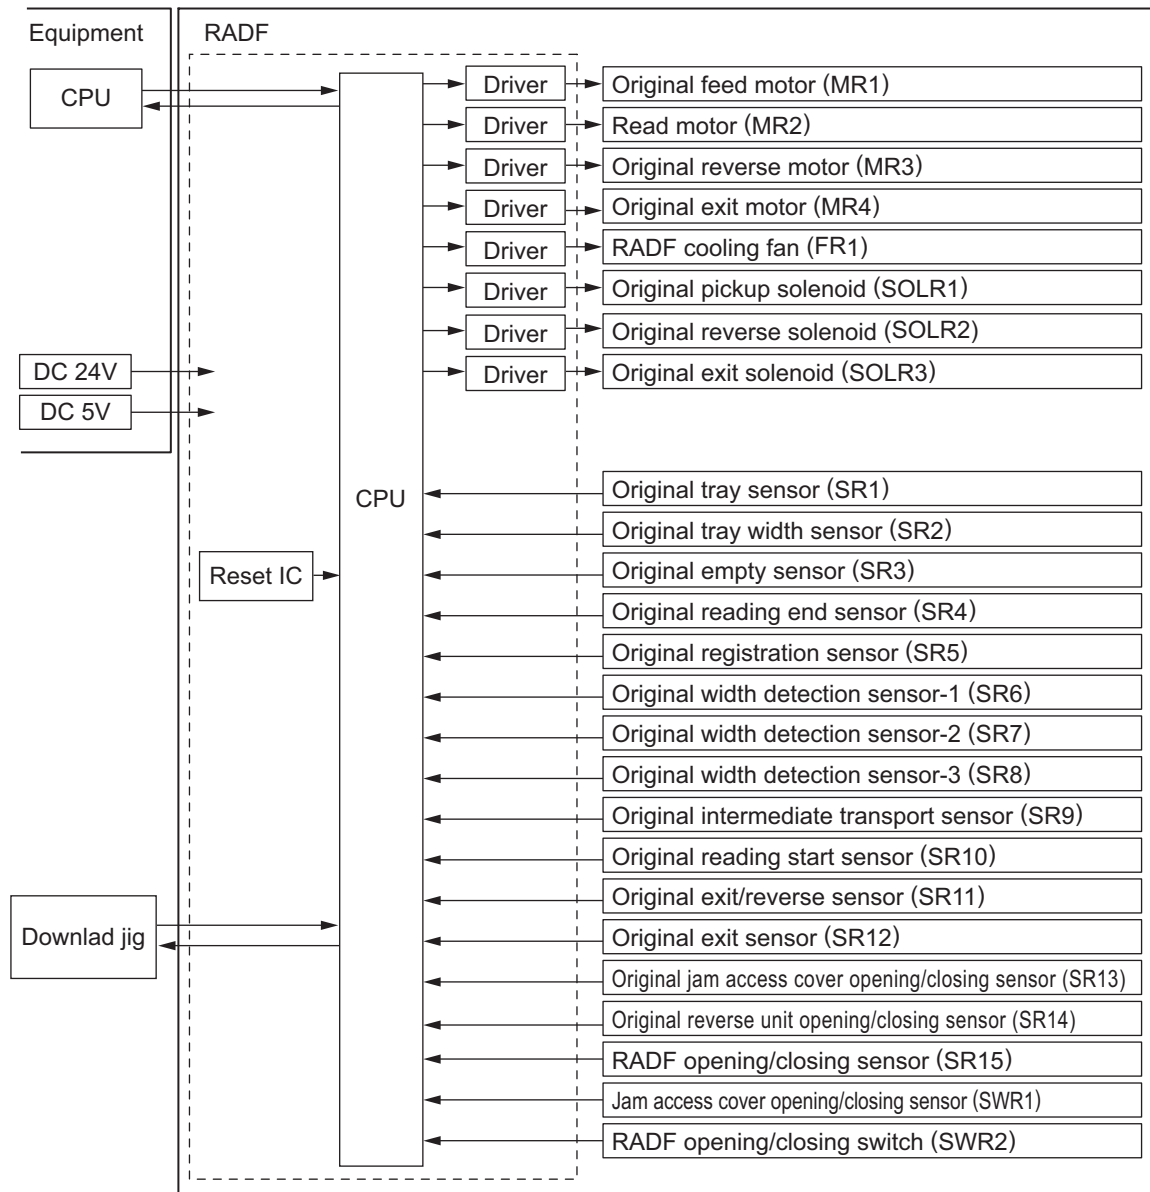 Equipment
RADF
CPU
Driver
Original feed motor (MR1)
Driver
Read motor (MR2)
Driver
Original reverse motor (MR3)
Driver
Original exit motor (MR4)
Driver
RADF cooling fan (FR1)
Driver
Original pickup solenoid (SOLR1)
Driver
Original reverse solenoid (SOLR2)
DC 24V
Driver
Original exit solenoid (SOLR3)
DC 5V
CPU
Original tray sensor (SR1)
Original tray width sensor (SR2)
Reset IC
Original empty sensor (SR3)
Original reading end sensor (SR4)
Original registration sensor (SR5)
Original width detection sensor-1 (SR6)
Original width detection sensor-2 (SR7)
Original width detection sensor-3 (SR8)
Original intermediate transport sensor (SR9)
Original reading start sensor (SR10)
Original exit/reverse sensor (SR11)
Downlad jig
Original exit sensor (SR12)
Original jam access cover opening/closing sensor (SR13)
Original reverse unit opening/closing sensor (SR14)
RADF opening/closing sensor (SR15)
Jam access cover opening/closing sensor (SWR1)
RADF opening/closing switch (SWR2)